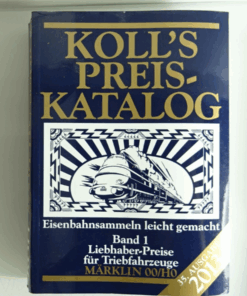 KOLL'S
PREIS-
KATALOG
Eisenbahnsammeln leicht gemacht
Band 1
Liebhaber-Preise
für Triebfahrzeuge
MÄRKLIN 00/H0